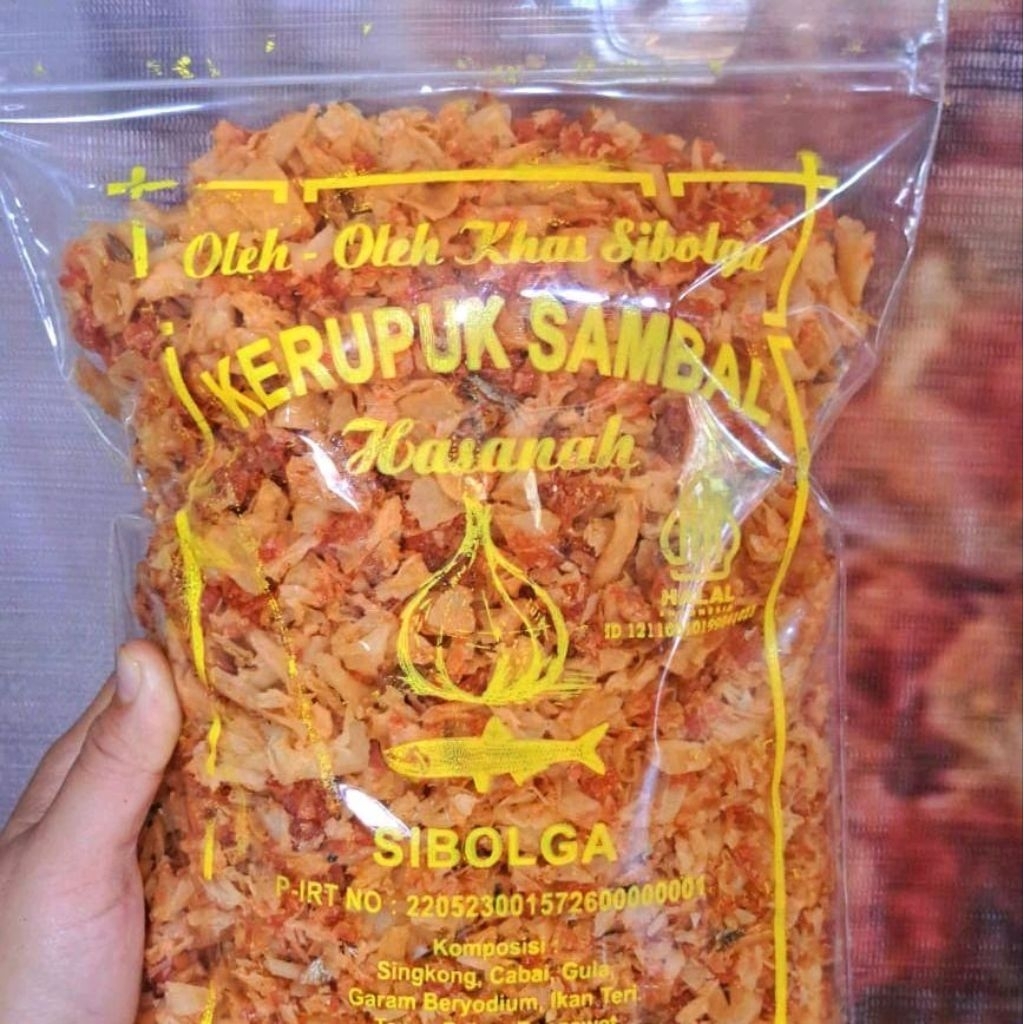 Oleh - Oleh Khas Sibolga
KERUPUK SAMBAL
Hasanah
HALAL
SIBOLGA
P-IRT NO : 2205230015726000000001
Komposisi :
Singkong, Cabai, Gula,
Garam Beryodium, Ikan Teri